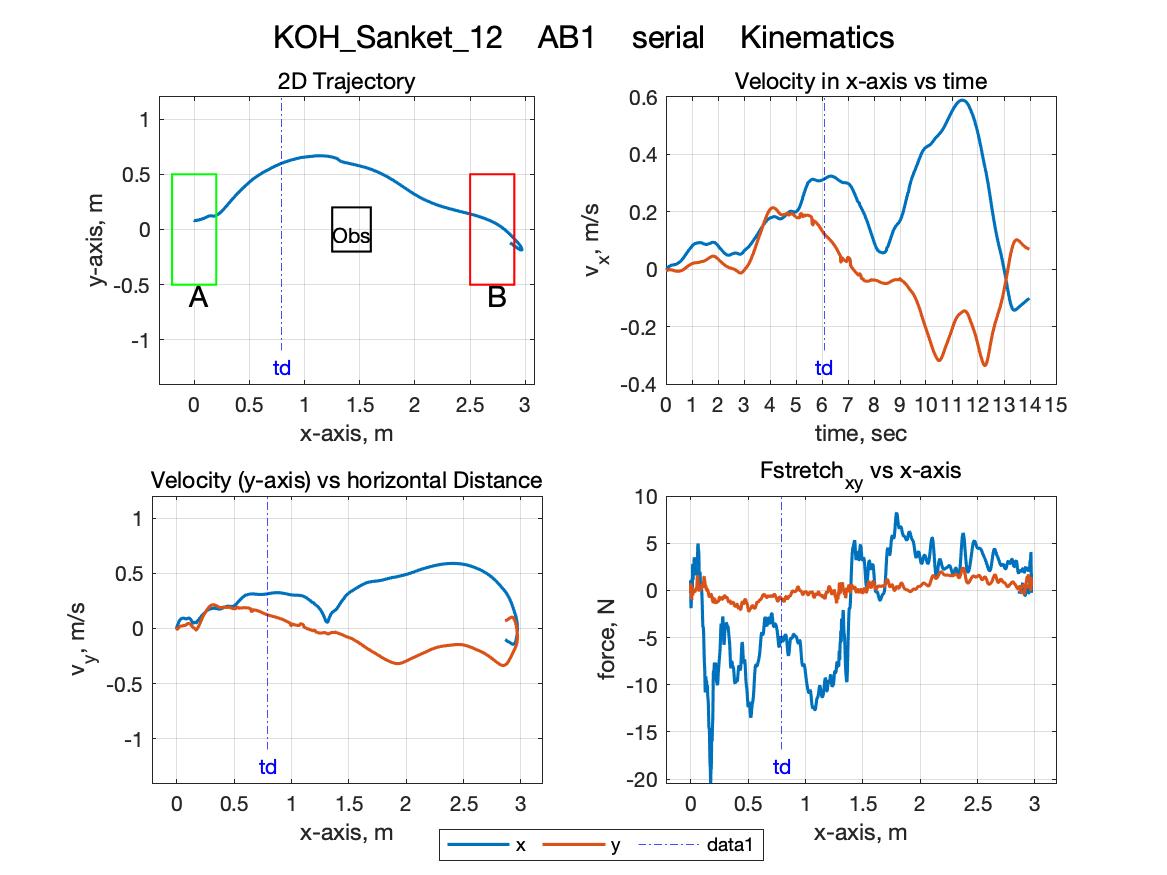 KOH_Sanket_12 AB1 serial Kinematics
2D Trajectory
1
0.5
0
-0.5
-1
y-axis, m
A
Obs
B
td
0 0.5 1 1.5 2 2.5 3
x-axis, m
Velocity in x-axis vs time
0.6
0.4
0.2
0
-0.2
-0.4
vx, m/s
td
0 1 2 3 4 5 6 7 8 9 10 11 12 13 14 15
time, sec
Velocity (y-axis) vs horizontal Distance
1
0.5
0
-0.5
-1
vy, m/s
td
0 0.5 1 1.5 2 2.5 3
x-axis, m
Fstretchxy vs x-axis
10
5
0
-5
-10
-15
-20
force, N
td
0 0.5 1 1.5 2 2.5 3
x-axis, m
x y data1